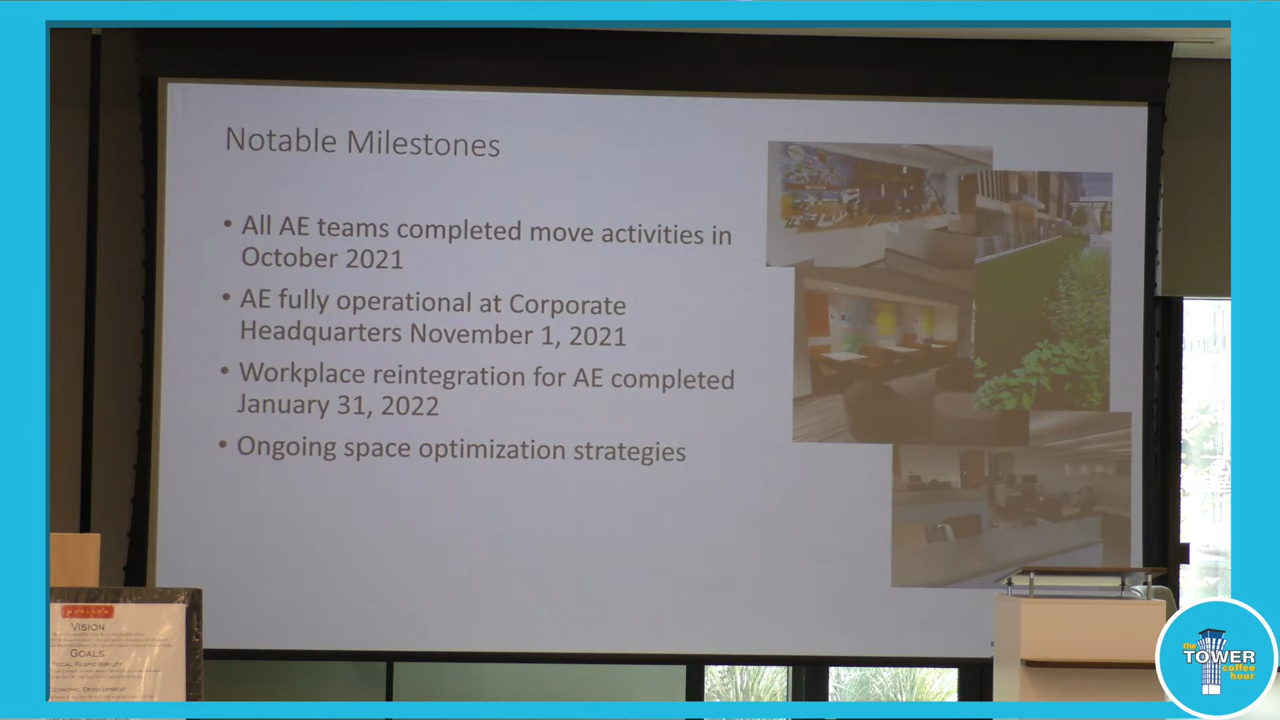 Notable Milestones
• All AE teams completed move activities in
October 2021
• AE fully operational at Corporate
Headquarters November 1, 2021
• Workplace reintegration for AE completed
January 31, 2022
• Ongoing space optimization strategies
VISION
GOALS
the
TOWER
coffee
hour